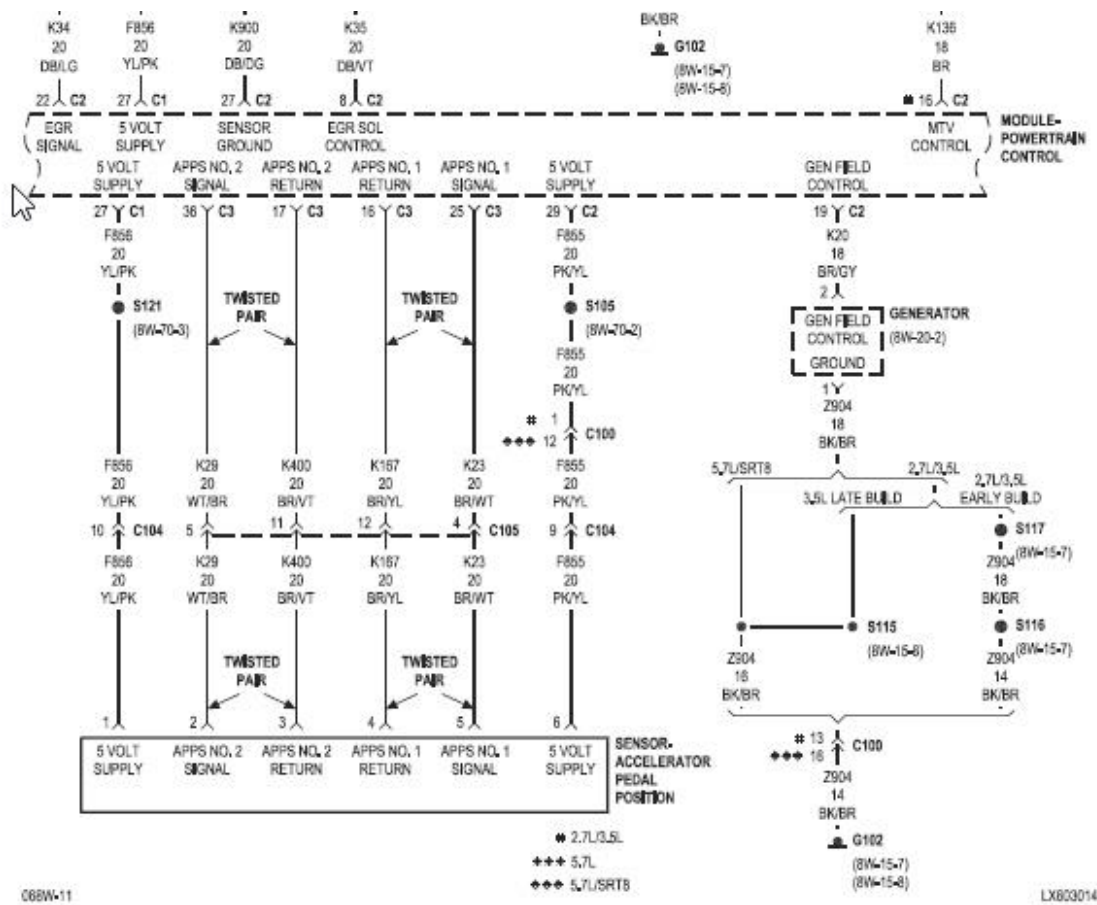 K34 F856 K900 K35 BK/BR K136
20 20 20 20 G102 18
DB/LG YL/PK DB/DG DB/VT (8W-15-7) BR
(8W-15-8)
22 C2 27 C1 27 C2 8 C2 # 16 C2
EGR SIGNAL 5 VOLT SUPPLY SENSOR GROUND EGR SOL CONTROL MTV CONTROL
MODULE-
POWERTRAIN
CONTROL
5 VOLT APPS NO. 2 APPS NO. 2 APPS NO. 1 APPS NO. 1 5 VOLT GEN FIELD
SUPPLY SIGNAL RETURN RETURN SIGNAL SUPPLY CONTROL
27 C1 36 C3 17 C3 16 C3 25 C3 29 C2 19 C2
F856 F855 K20
20 20 18
YL/PK PK/YL BR/GY
2
S121 TWISTED TWISTED S105
(8W-70-3) PAIR PAIR (8W-70-2)
GEN FIELD GENERATOR
CONTROL (8W-20-2)
GROUND
F855
20
PK/YL
1
Z904
18
BK/BR
# 1
♦♦♦ 12 C100
F856 K29 K400 K167 K23 F855
20 20 20 20 20 20
YL/PK WT/BR BR/VT BR/YL BR/WT PK/YL
5.7L/SRT8 2.7L/3.5L
3.5L LATE BUILD
2.7L/3.5L
EARLY BUILD
10 C104 5 11 12 4 C105 9 C104
S117
(8W-15-7)
F856 K29 K400 K167 K23 F855
20 20 20 20 20 20
YL/PK WT/BR BR/VT BR/YL BR/WT PK/YL
Z904
18
BK/BR
S115
(8W-15-8)
S116
(8W-15-7)
TWISTED TWISTED
PAIR PAIR
Z904 Z904
16 14
BK/BR BK/BR
1 2 3 4 5 6
5 VOLT APPS NO. 2 APPS NO. 2 APPS NO. 1 APPS NO. 1 5 VOLT
SUPPLY SIGNAL RETURN RETURN SIGNAL SUPPLY
SENSOR-
ACCELERATOR
PEDAL
POSITION
# 13
♦♦♦ 16 C100
Z904
14
BK/BR
G102
(8W-15-7)
(8W-15-8)
# 2.7L/3.5L
+++ 5.7L
♦♦♦ 5.7L/SRT8
068W-11 LX803014